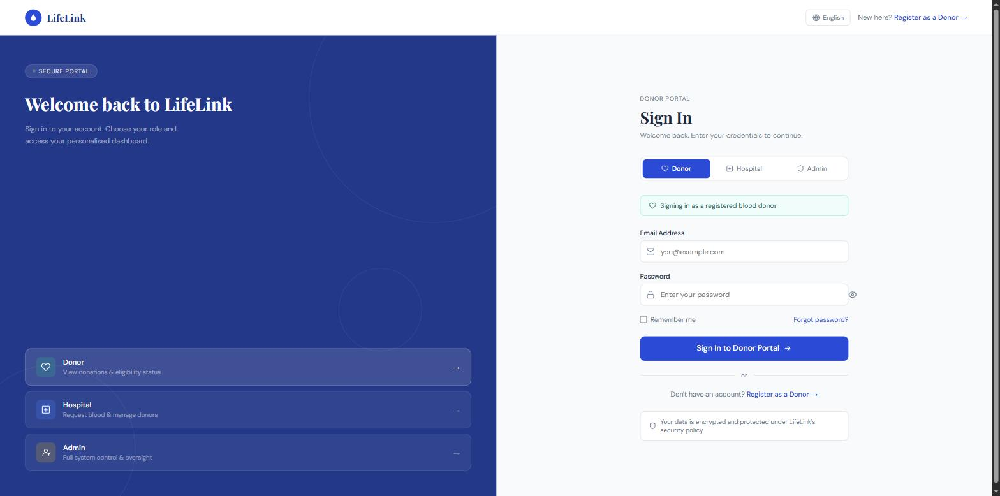 LifeLink
English
New here? Register as a Donor →
SECURE PORTAL
Welcome back to LifeLink
Sign in to your account. Choose your role and
access your personalised dashboard.
Donor
View donations & eligibility status
→
Hospital
Request blood & manage donors
→
Admin
Full system control & oversight
→
DONOR PORTAL
Sign In
Welcome back. Enter your credentials to continue.
Donor
Hospital
Admin
Signing in as a registered blood donor
Email Address
you@example.com
Password
Enter your password
Remember me
Forgot password?
Sign In to Donor Portal →
or
Don't have an account? Register as a Donor →
Your data is encrypted and protected under LifeLink's
security policy.